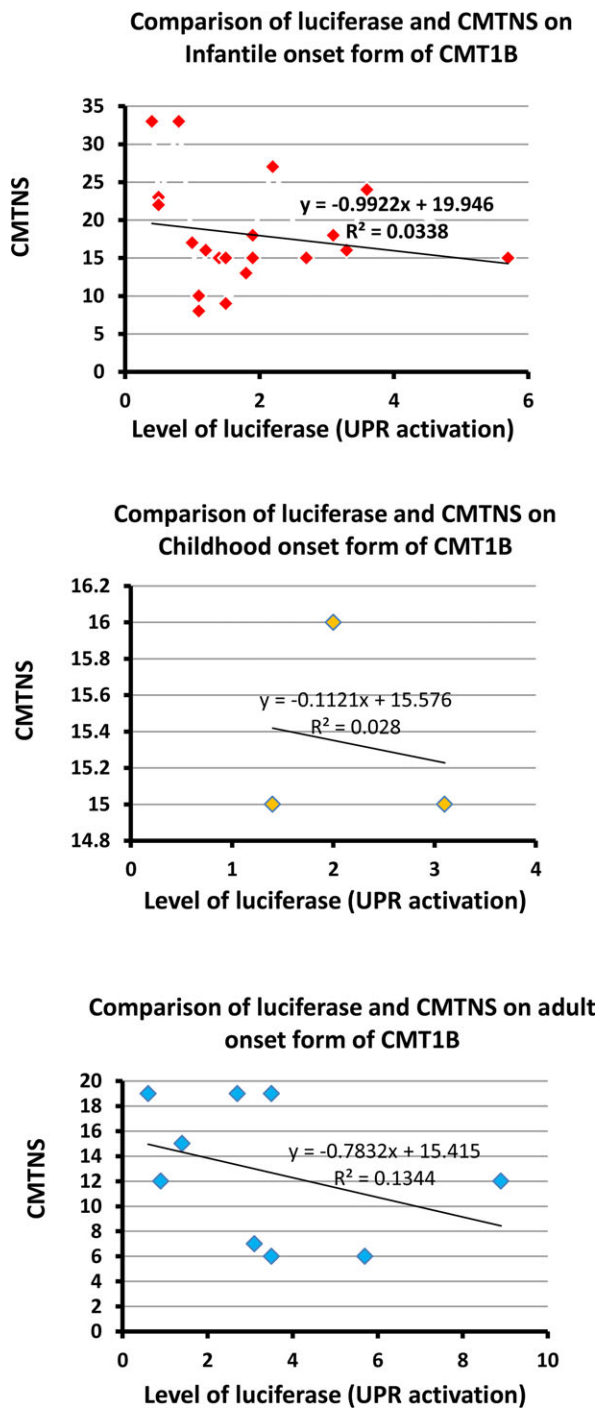 Comparison of luciferase and CMTNS on
Infantile onset form of CMT1B
35
30
25
20
15
10
5
0
CMTNS
y = -0.9922x + 19.946
R² = 0.0338
0 2 4 6
Level of luciferase (UPR activation)
Comparison of luciferase and CMTNS on
Childhood onset form of CMT1B
16.2
16
15.8
15.6
15.4
15.2
15
14.8
CMTNS
y = -0.1121x + 15.576
R² = 0.028
0 1 2 3 4
Level of luciferase (UPR activation)
Comparison of luciferase and CMTNS on adult
onset form of CMT1B
20
18
16
14
12
10
8
6
4
2
0
CMTNS
y = -0.7832x + 15.415
R² = 0.1344
0 2 4 6 8 10
Level of luciferase (UPR activation)